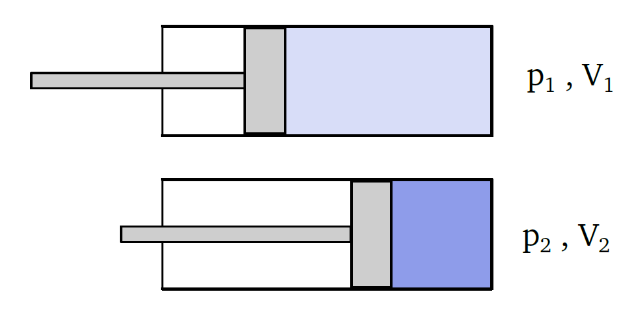 p₁ , V₁
p₂ , V₂